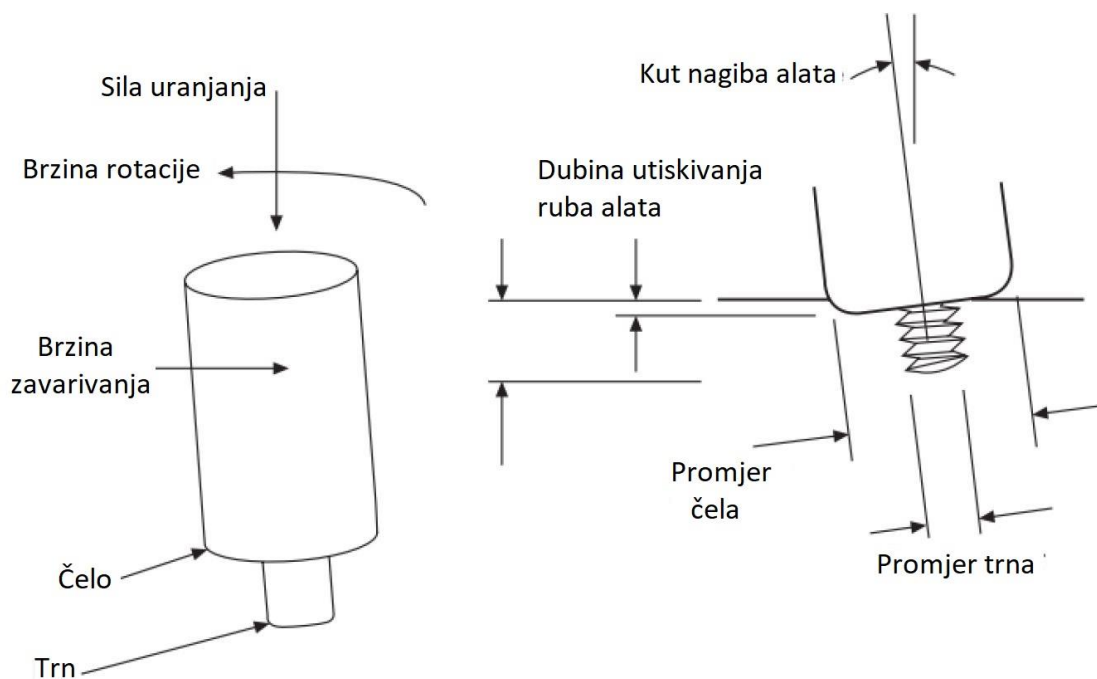 Sila uranjanja
Brzina rotacije
Brzina
zavarivanja
Čelo
Trn
Kut nagiba alata
Dubina utiskivanja
ruba alata
Promjer
čela
Promjer trna